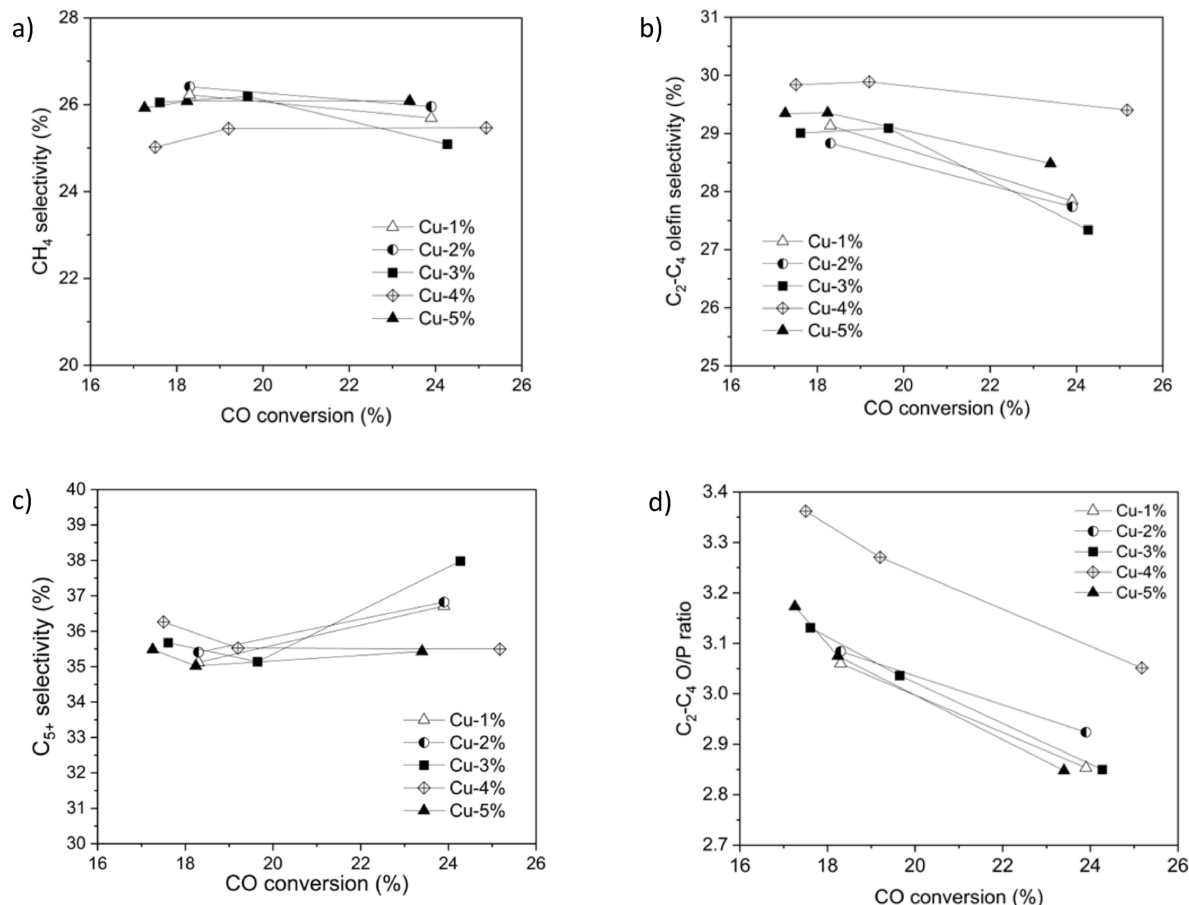 a)
28
26
24
22
20
CH₄ selectivity (%)
Cu-1%
Cu-2%
Cu-3%
Cu-4%
Cu-5%
16 18 20 22 24 26
CO conversion (%)
b)
31
30
29
28
27
26
25
C₂-C₄ olefin selectivity (%)
Cu-1%
Cu-2%
Cu-3%
Cu-4%
Cu-5%
16 18 20 22 24 26
CO conversion (%)
c)
40
39
38
37
36
35
34
33
32
31
30
C₅₊ selectivity (%)
Cu-1%
Cu-2%
Cu-3%
Cu-4%
Cu-5%
16 18 20 22 24 26
CO conversion (%)
d)
3.4
3.3
3.2
3.1
3.0
2.9
2.8
2.7
C₂-C₄ O/P ratio
Cu-1%
Cu-2%
Cu-3%
Cu-4%
Cu-5%
16 18 20 22 24 26
CO conversion (%)